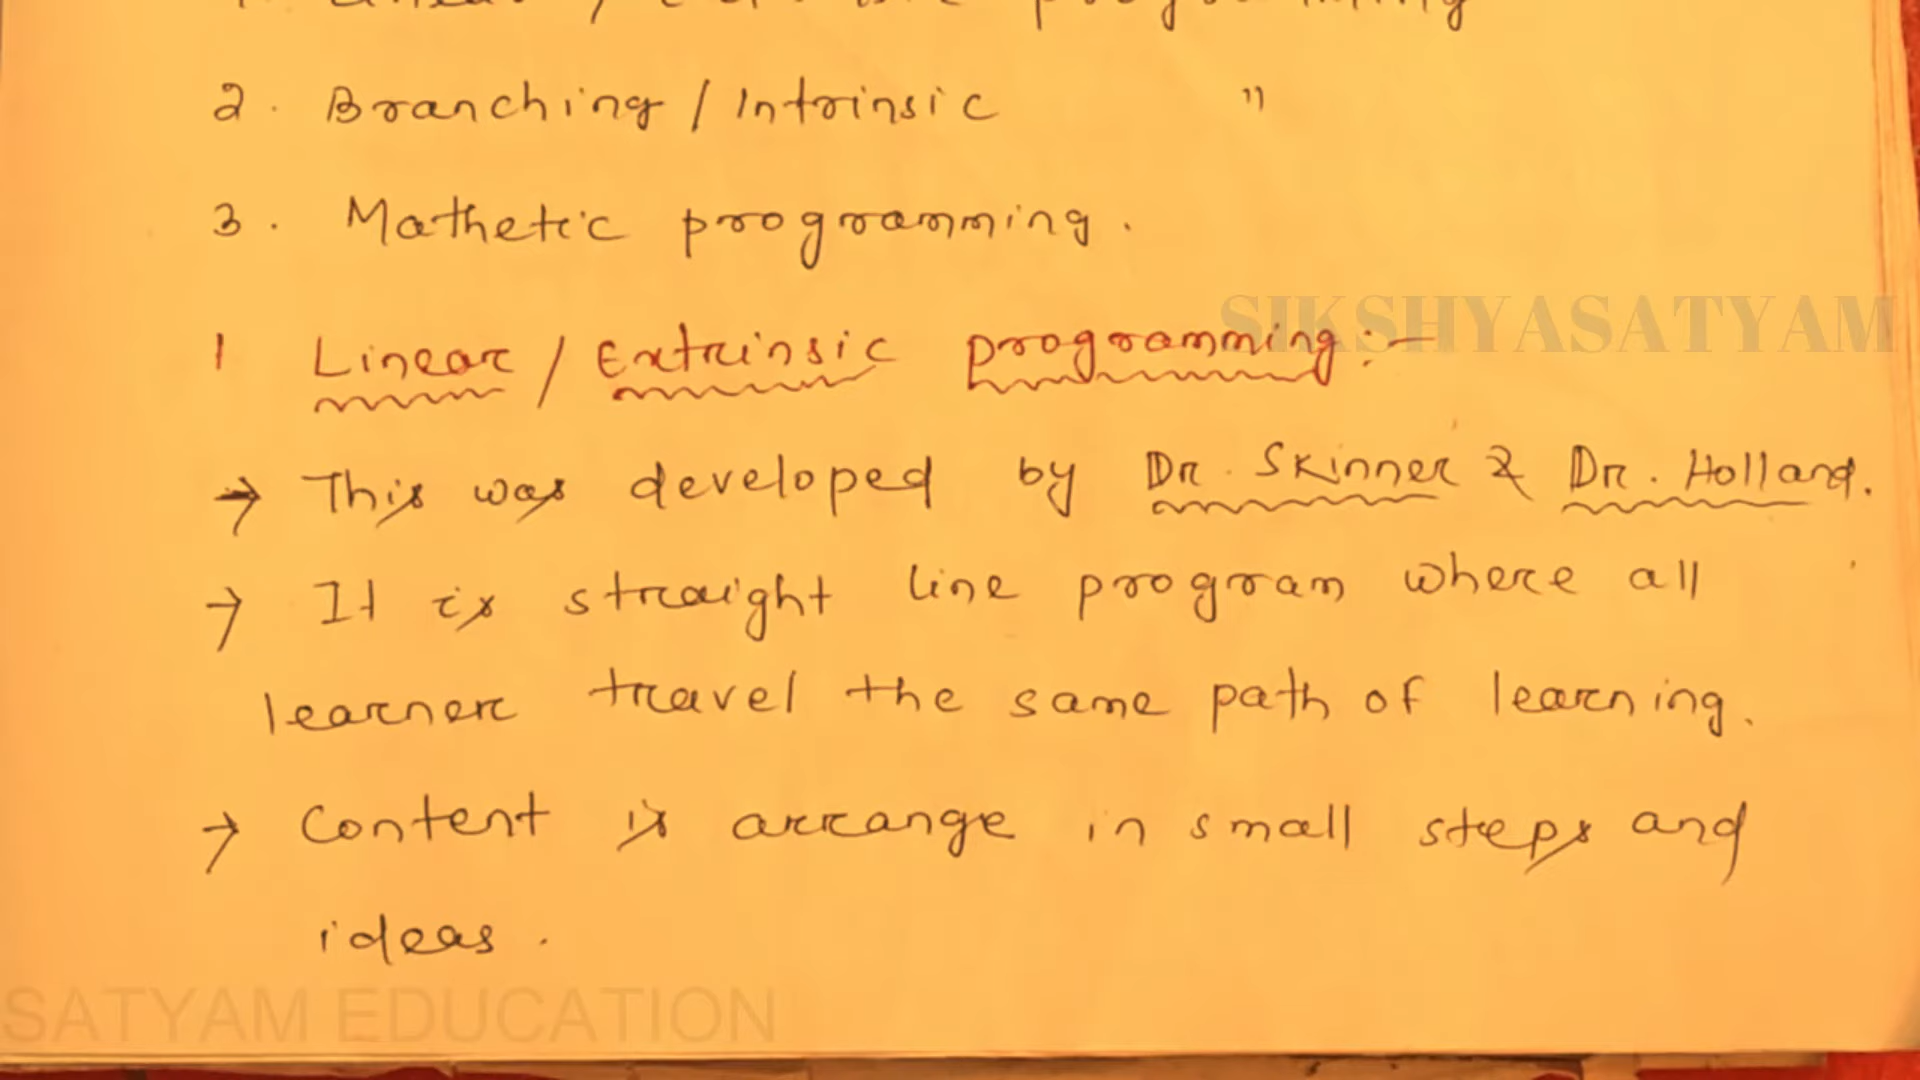 programming
2. Branching / Intrinsic "
3. Mathetic programming.
SIKSHYASATYAM
1 Linear / Extrinsic programming :-
→ This was developed by Dr. Skinner & Dr. Holland.
→ It is straight line program where all
learner travel the same path of learning.
→ Content is arrange in small steps and
ideas.
SATYAM EDUCATION